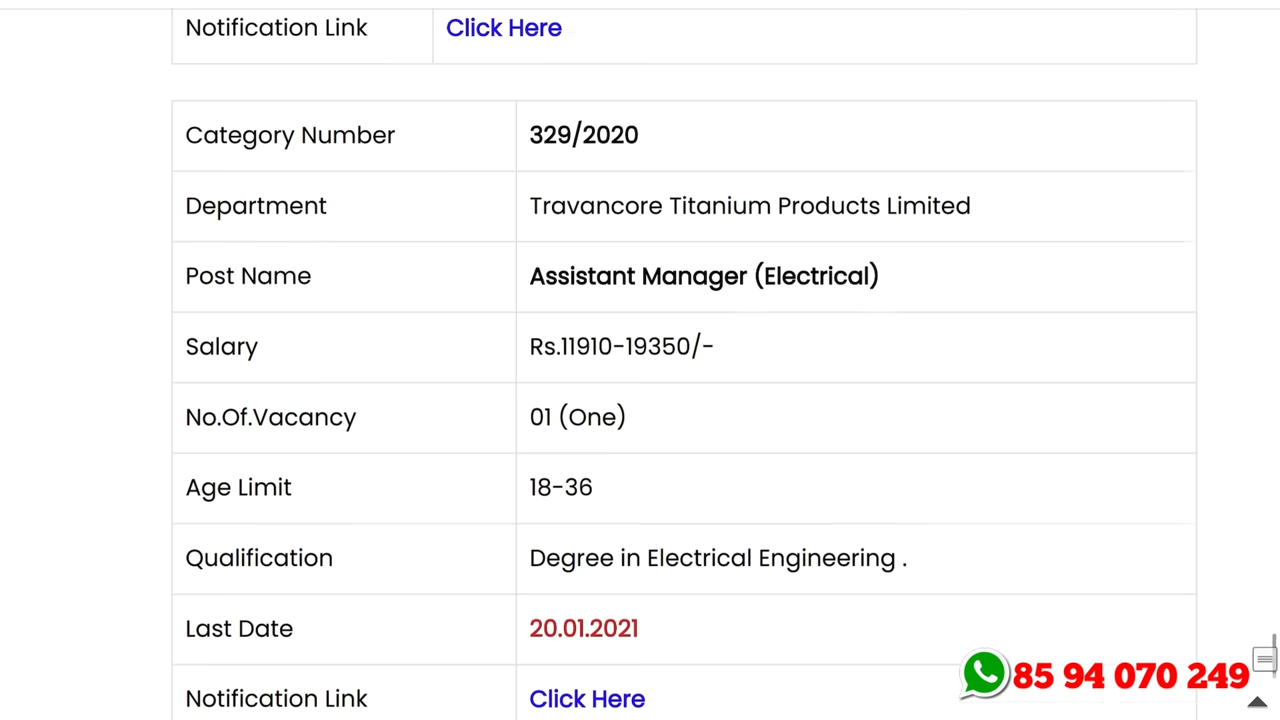 Notification Link Click Here
Category Number 329/2020
Department Travancore Titanium Products Limited
Post Name Assistant Manager (Electrical)
Salary Rs.11910-19350/-
No.Of.Vacancy 01 (One)
Age Limit 18-36
Qualification Degree in Electrical Engineering .
Last Date 20.01.2021
Notification Link Click Here
85 94 070 249